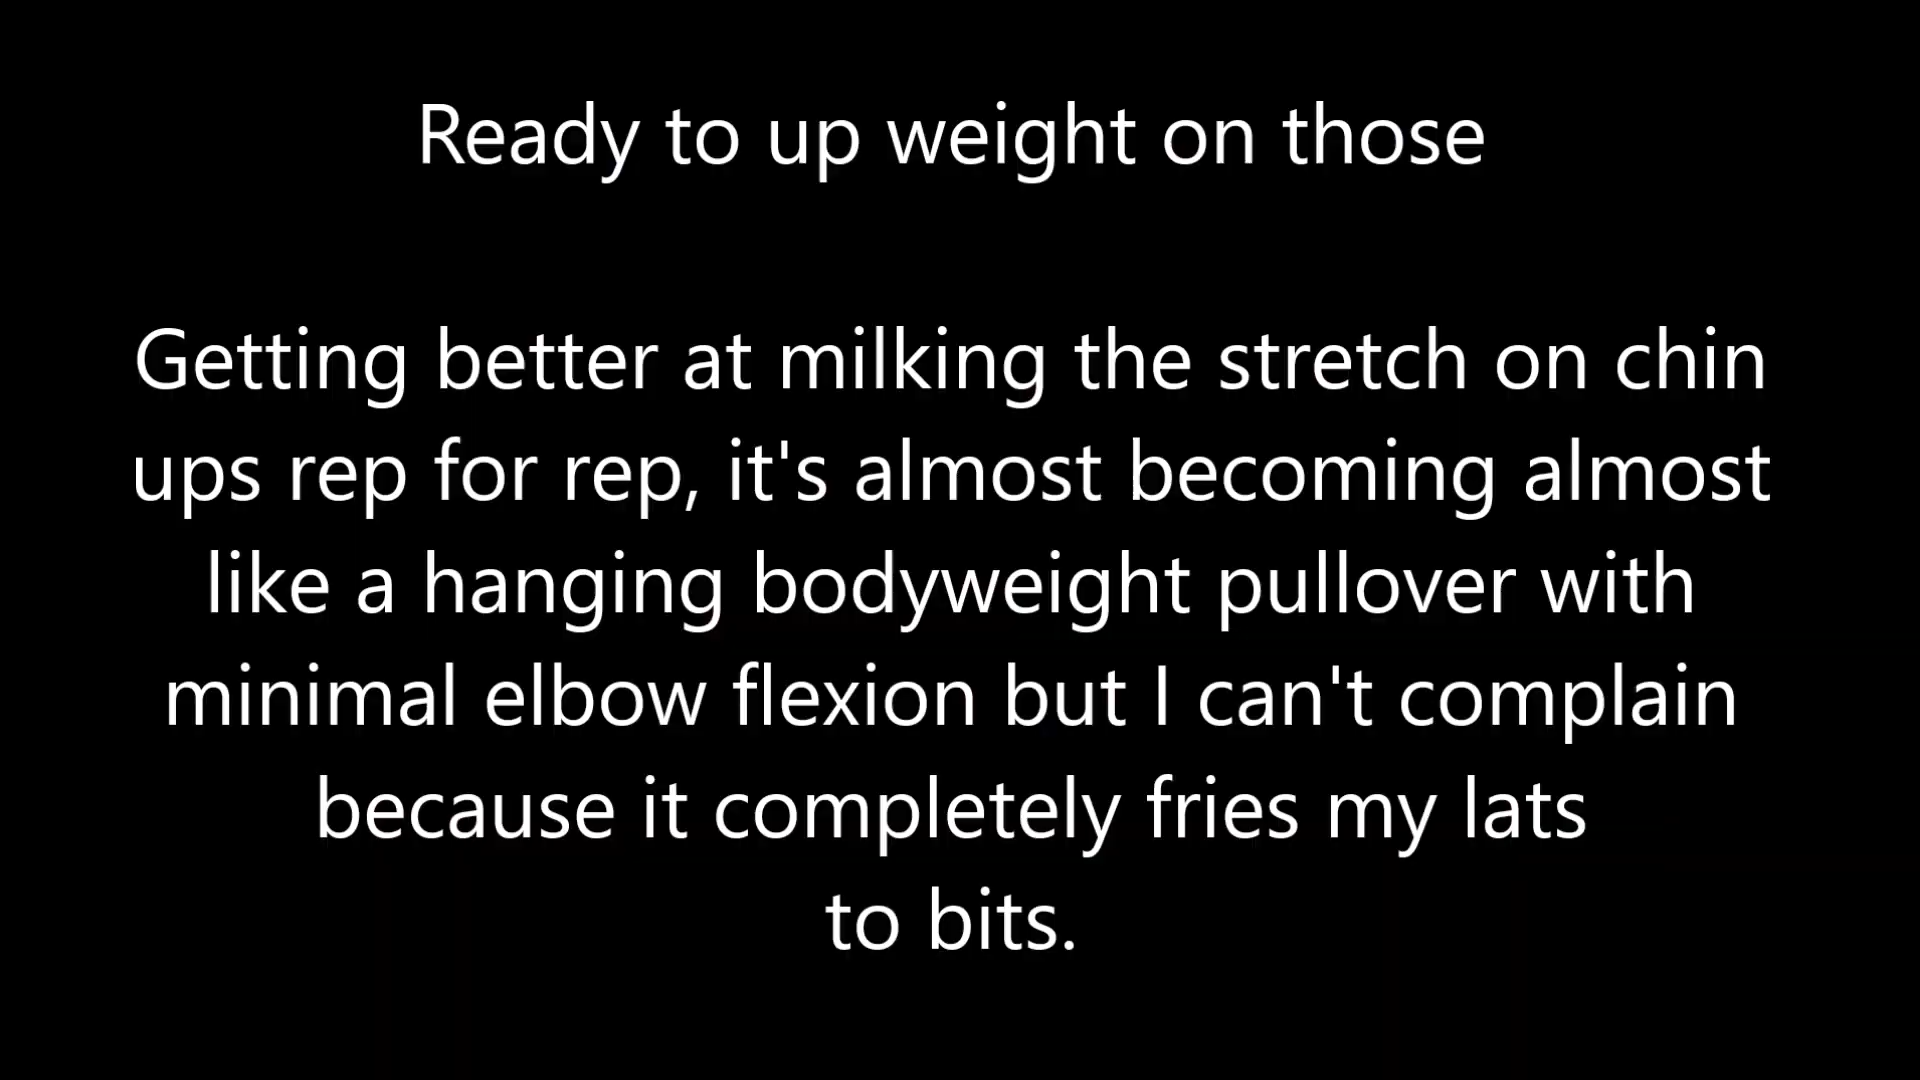 Ready to up weight on those
Getting better at milking the stretch on chin
ups rep for rep, it's almost becoming almost
like a hanging bodyweight pullover with
minimal elbow flexion but I can't complain
because it completely fries my lats
to bits.